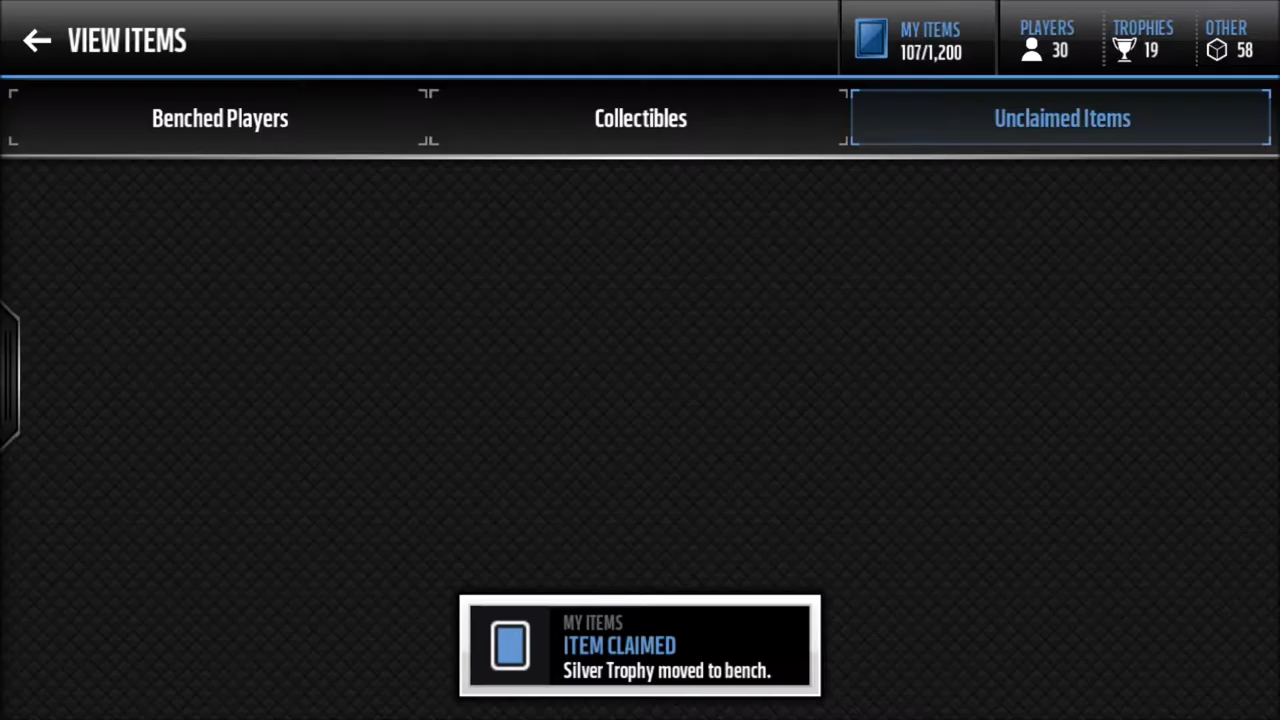 VIEW ITEMS
MY ITEMS
107/1,200
PLAYERS
30
TROPHIES
19
OTHER
58
Benched Players
Collectibles
Unclaimed Items
MY ITEMS
ITEM CLAIMED
Silver Trophy moved to bench.